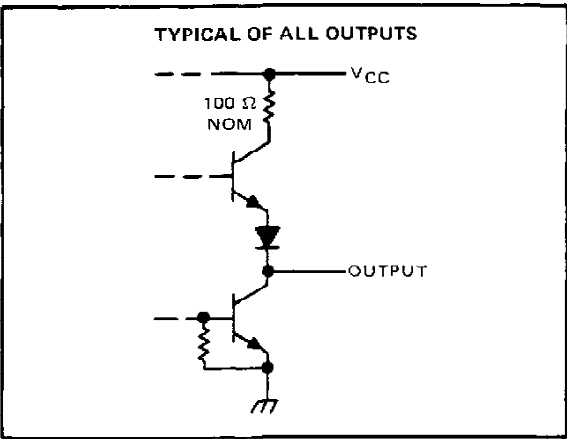 TYPICAL OF ALL OUTPUTS
VCC
100 Ω
NOM
OUTPUT